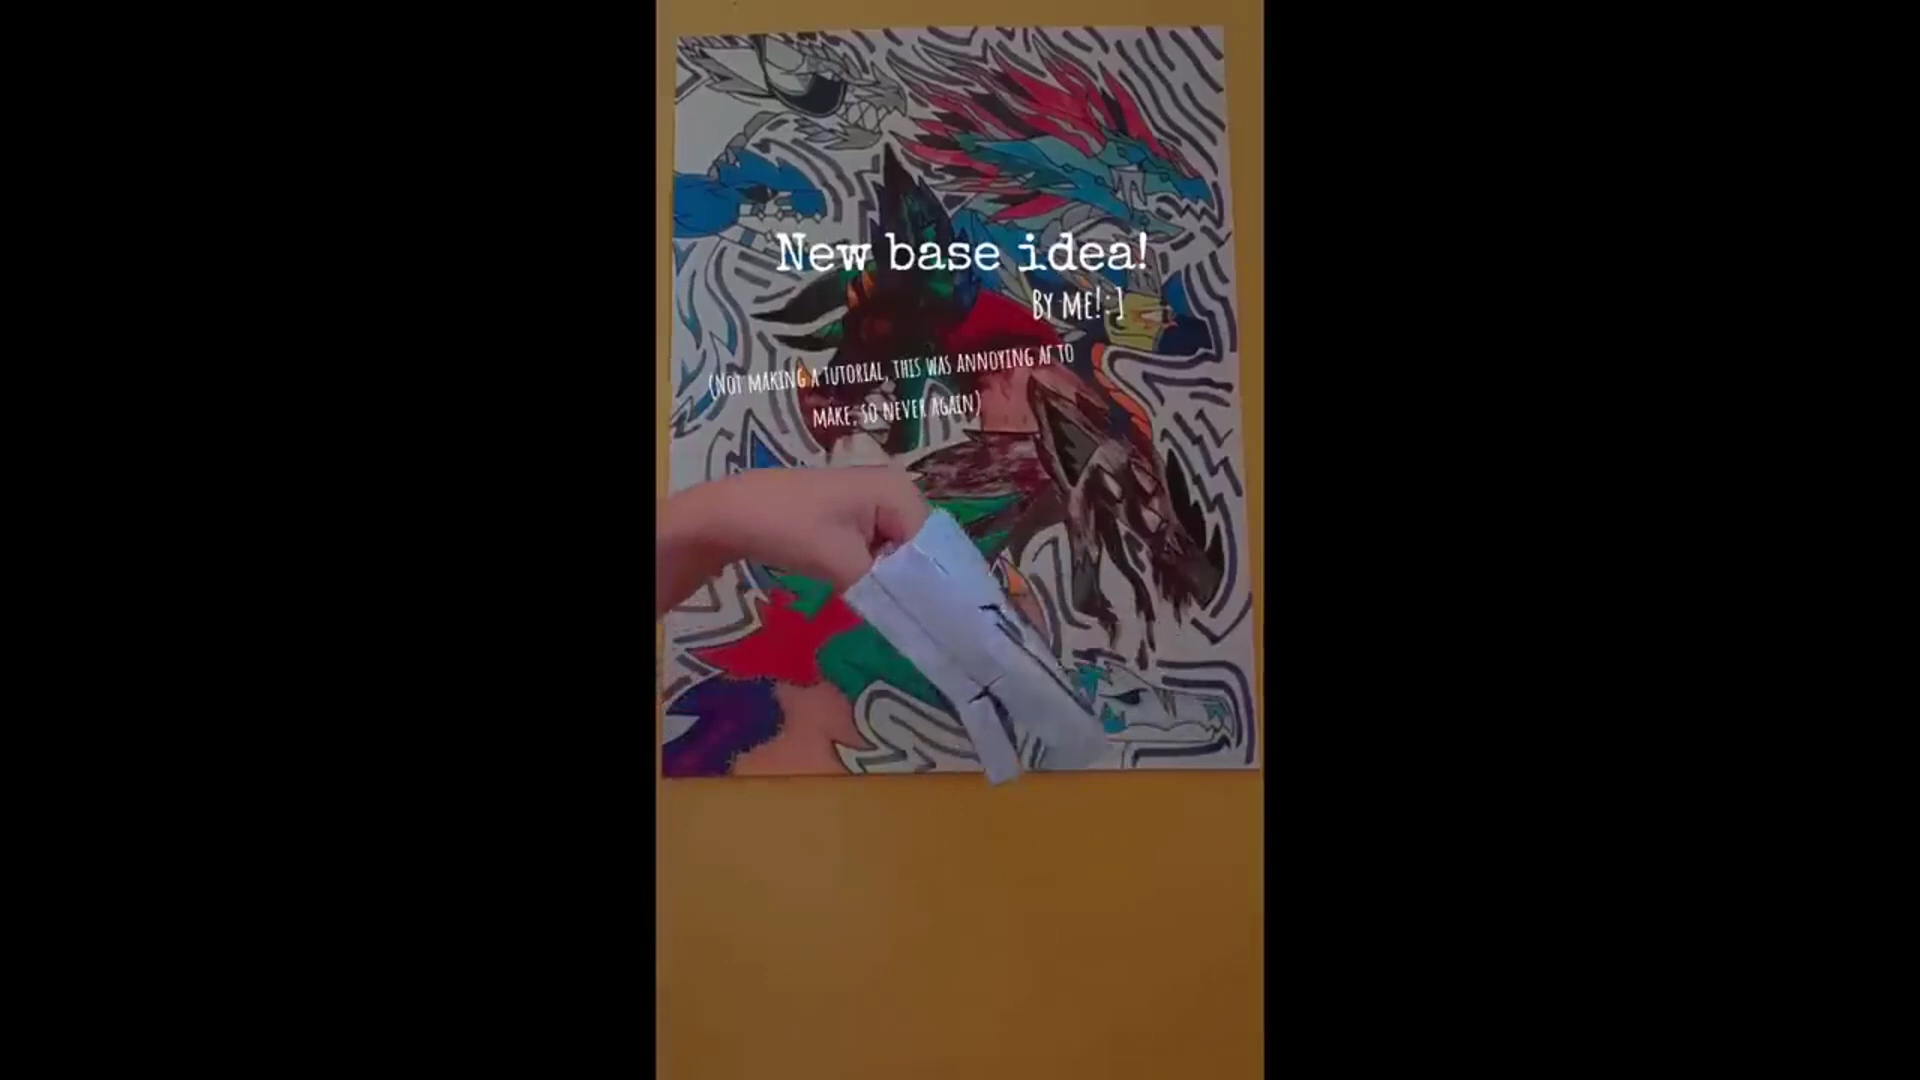 New base idea!
By me!:]
(Not making a tutorial, this was annoying af to
make, so never again)